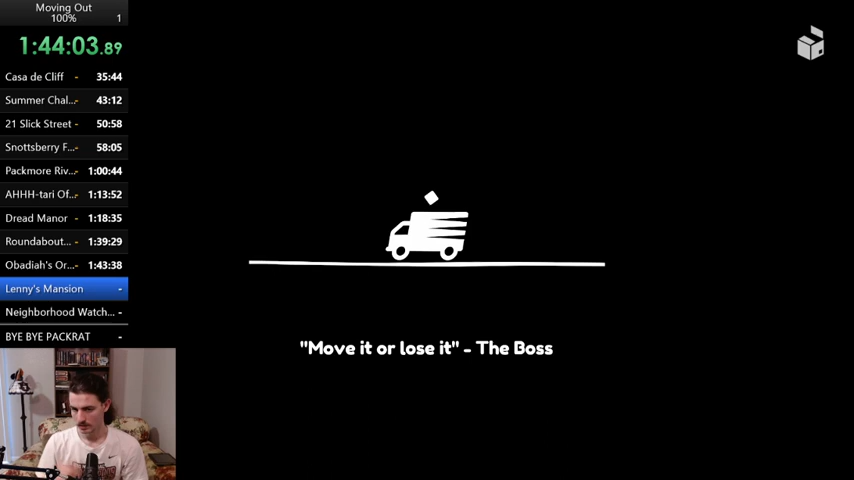 Moving Out
100% 1
1:44:03.89
Casa de Cliff - 35:44
Summer Chal... - 43:12
21 Slick Street - 50:58
Snottsberry F... - 58:05
Packmore Riv... - 1:00:44
AHHH-tari Of... - 1:13:52
Dread Manor - 1:18:35
Roundabout... - 1:39:29
Obadiah's Or... - 1:43:38
Lenny's Mansion -
Neighborhood Watch... -
BYE BYE PACKRAT -
"Move it or lose it" - The Boss